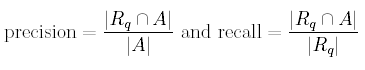 precision = |R_q ∩ A| / |A| and recall = |R_q ∩ A| / |R_q|